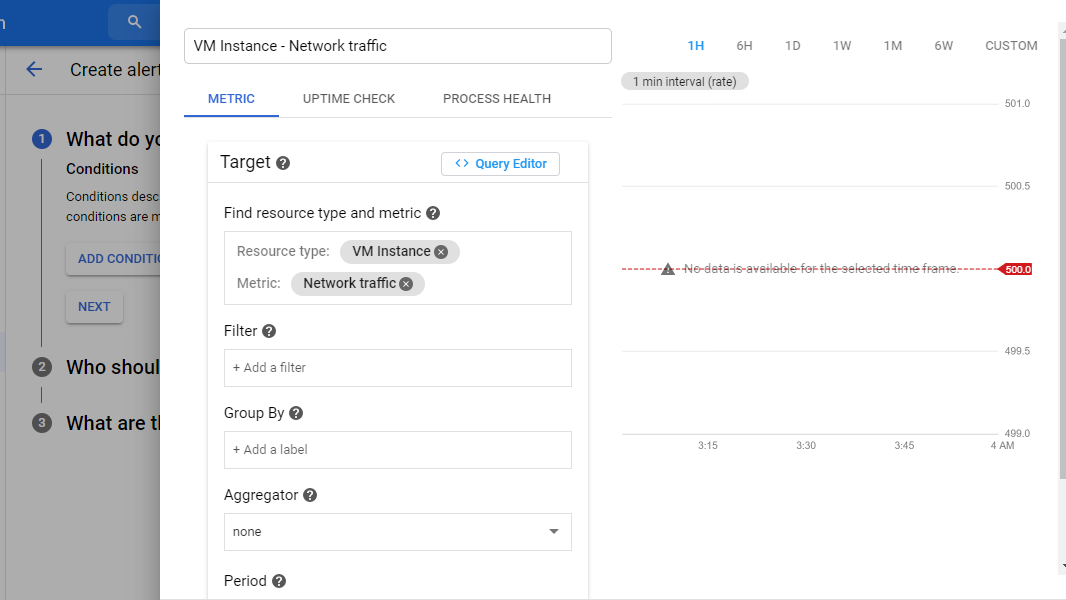 n
Create alert
1
What do yo
Conditions
Conditions desc
conditions are m
ADD CONDITIO
NEXT
2
Who shoul
3
What are t
VM Instance - Network traffic
METRIC
UPTIME CHECK
PROCESS HEALTH
Target
<> Query Editor
Find resource type and metric
Resource type: VM Instance
Metric: Network traffic
Filter
+ Add a filter
Group By
+ Add a label
Aggregator
none
Period
1H 6H 1D 1W 1M 6W CUSTOM
1 min interval (rate)
501.0
500.5
No data is available for the selected time frame.
500.0
499.5
499.0
3:15 3:30 3:45 4 AM